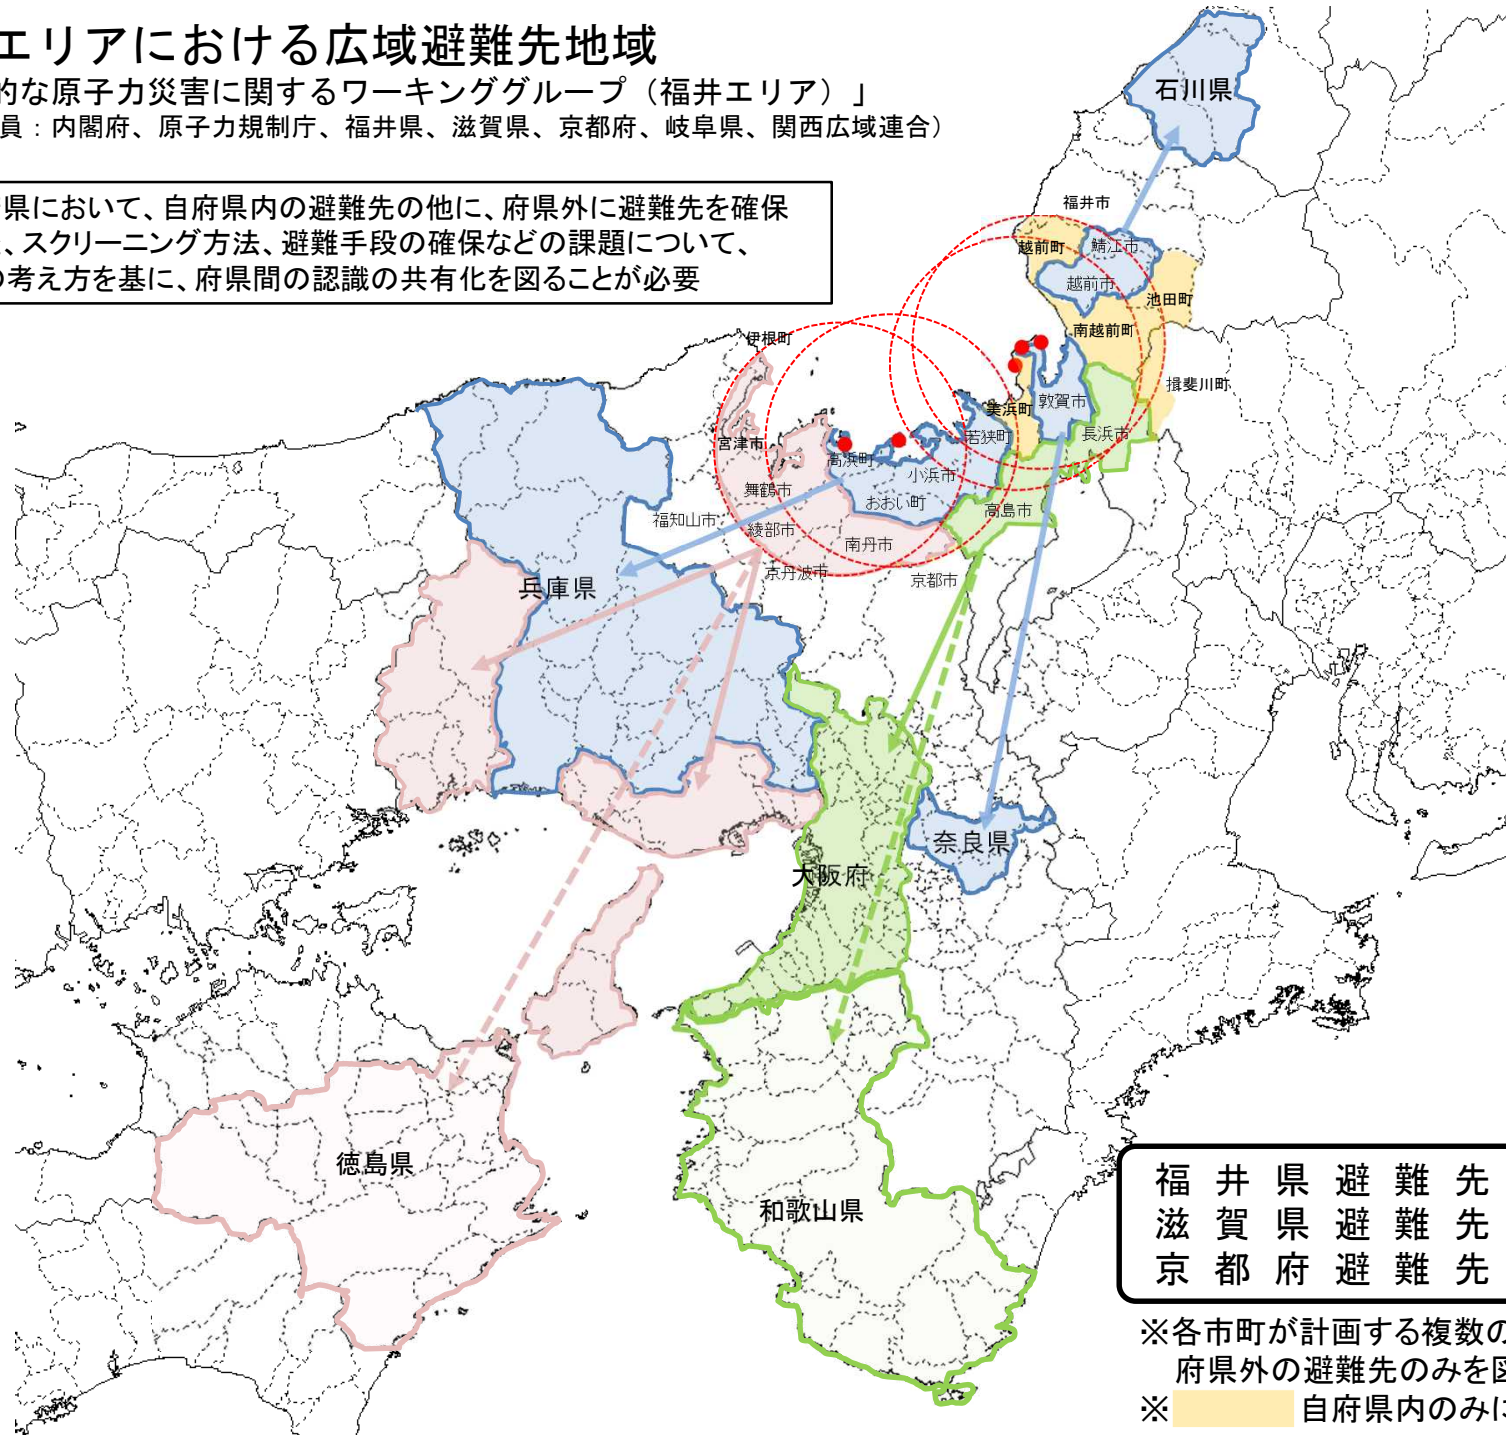 エリアにおける広域避難先地域
的な原子力災害に関するワーキンググループ（福井エリア）」
員：内閣府、原子力規制庁、福井県、滋賀県、京都府、岐阜県、関西広域連合）
県において、自府県内の避難先の他に、府県外に避難先を確保
、スクリーニング方法、避難手段の確保などの課題について、
の考え方を基に、府県間の認識の共有化を図ることが必要
石川県
福井市
越前町
鯖江市
越前市
池田町
南越前町
揖斐川町
伊根町
美浜町
敦賀市
長浜市
宮津市
高浜町
若狭町
小浜市
舞鶴市
おおい町
高島市
福知山市
綾部市
南丹市
京丹波市
京都市
兵庫県
奈良県
大阪府
徳島県
和歌山県
福井県避難先
滋賀県避難先
京都府避難先
※各市町が計画する複数の
府県外の避難先のみを図
※ 自府県内のみに